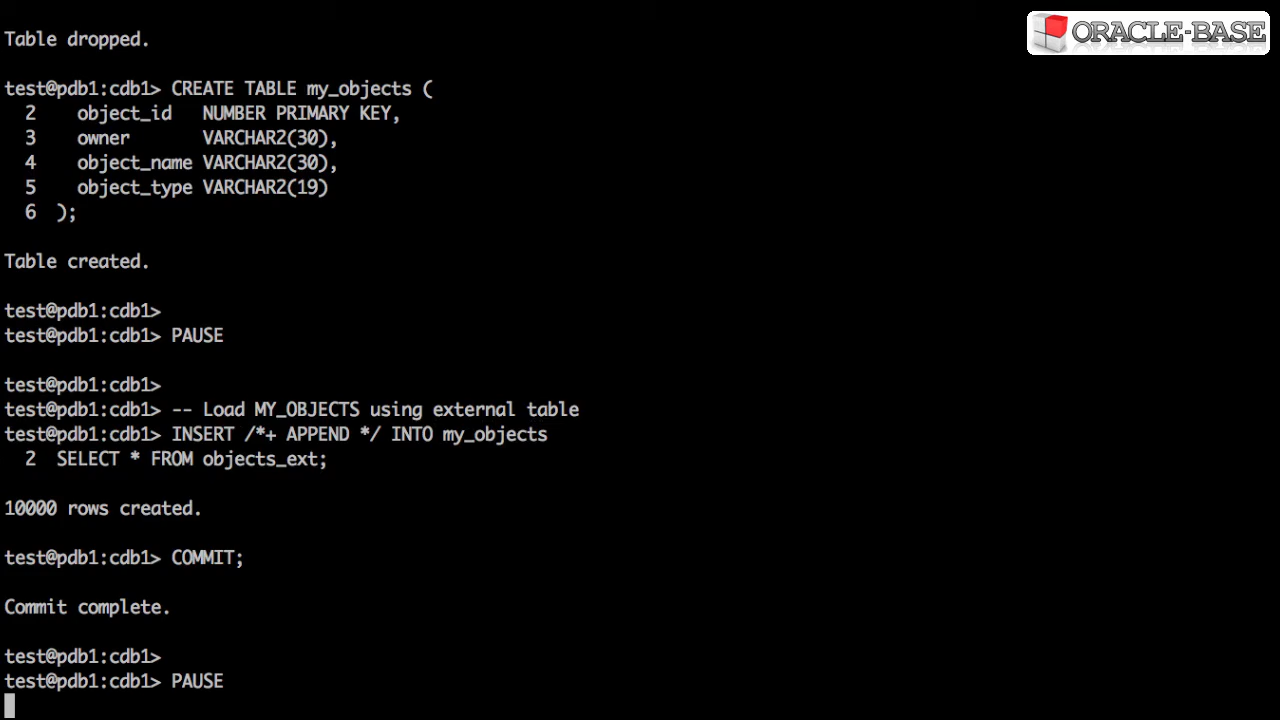 ORACLE-BASE
Table dropped.
test@pdb1:cdb1> CREATE TABLE my_objects (
  2    object_id   NUMBER PRIMARY KEY,
  3    owner       VARCHAR2(30),
  4    object_name VARCHAR2(30),
  5    object_type VARCHAR2(19)
  6  );
Table created.
test@pdb1:cdb1>
test@pdb1:cdb1> PAUSE
test@pdb1:cdb1>
test@pdb1:cdb1> -- Load MY_OBJECTS using external table
test@pdb1:cdb1> INSERT /*+ APPEND */ INTO my_objects
  2  SELECT * FROM objects_ext;
10000 rows created.
test@pdb1:cdb1> COMMIT;
Commit complete.
test@pdb1:cdb1>
test@pdb1:cdb1> PAUSE